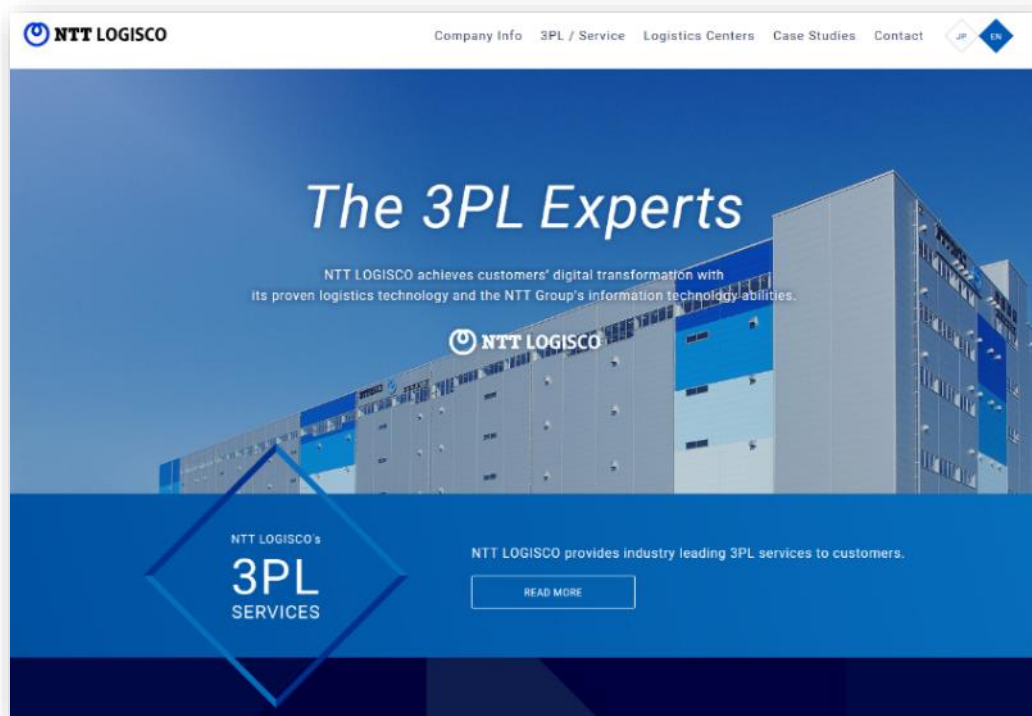 NTT LOGISCO
Company Info 3PL / Service Logistics Centers Case Studies Contact JP EN
The 3PL Experts
NTT LOGISCO achieves customers' digital transformation with
its proven logistics technology and the NTT Group's information technology abilities.
NTT LOGISCO
NTT LOGISCO's
3PL
SERVICES
NTT LOGISCO provides industry leading 3PL services to customers.
READ MORE